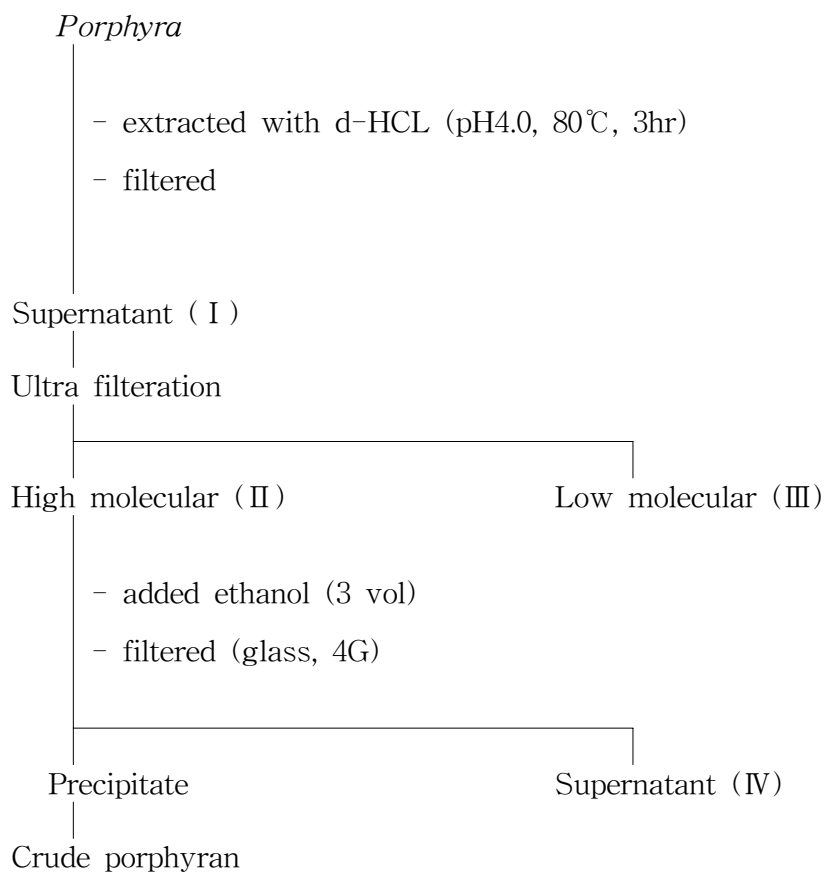 Porphyra
- extracted with d-HCL (pH4.0, 80℃, 3hr)
- filtered
Supernatant (Ⅰ)
Ultra filteration
High molecular (Ⅱ) Low molecular (Ⅲ)
- added ethanol (3 vol)
- filtered (glass, 4G)
Precipitate Supernatant (Ⅳ)
Crude porphyran